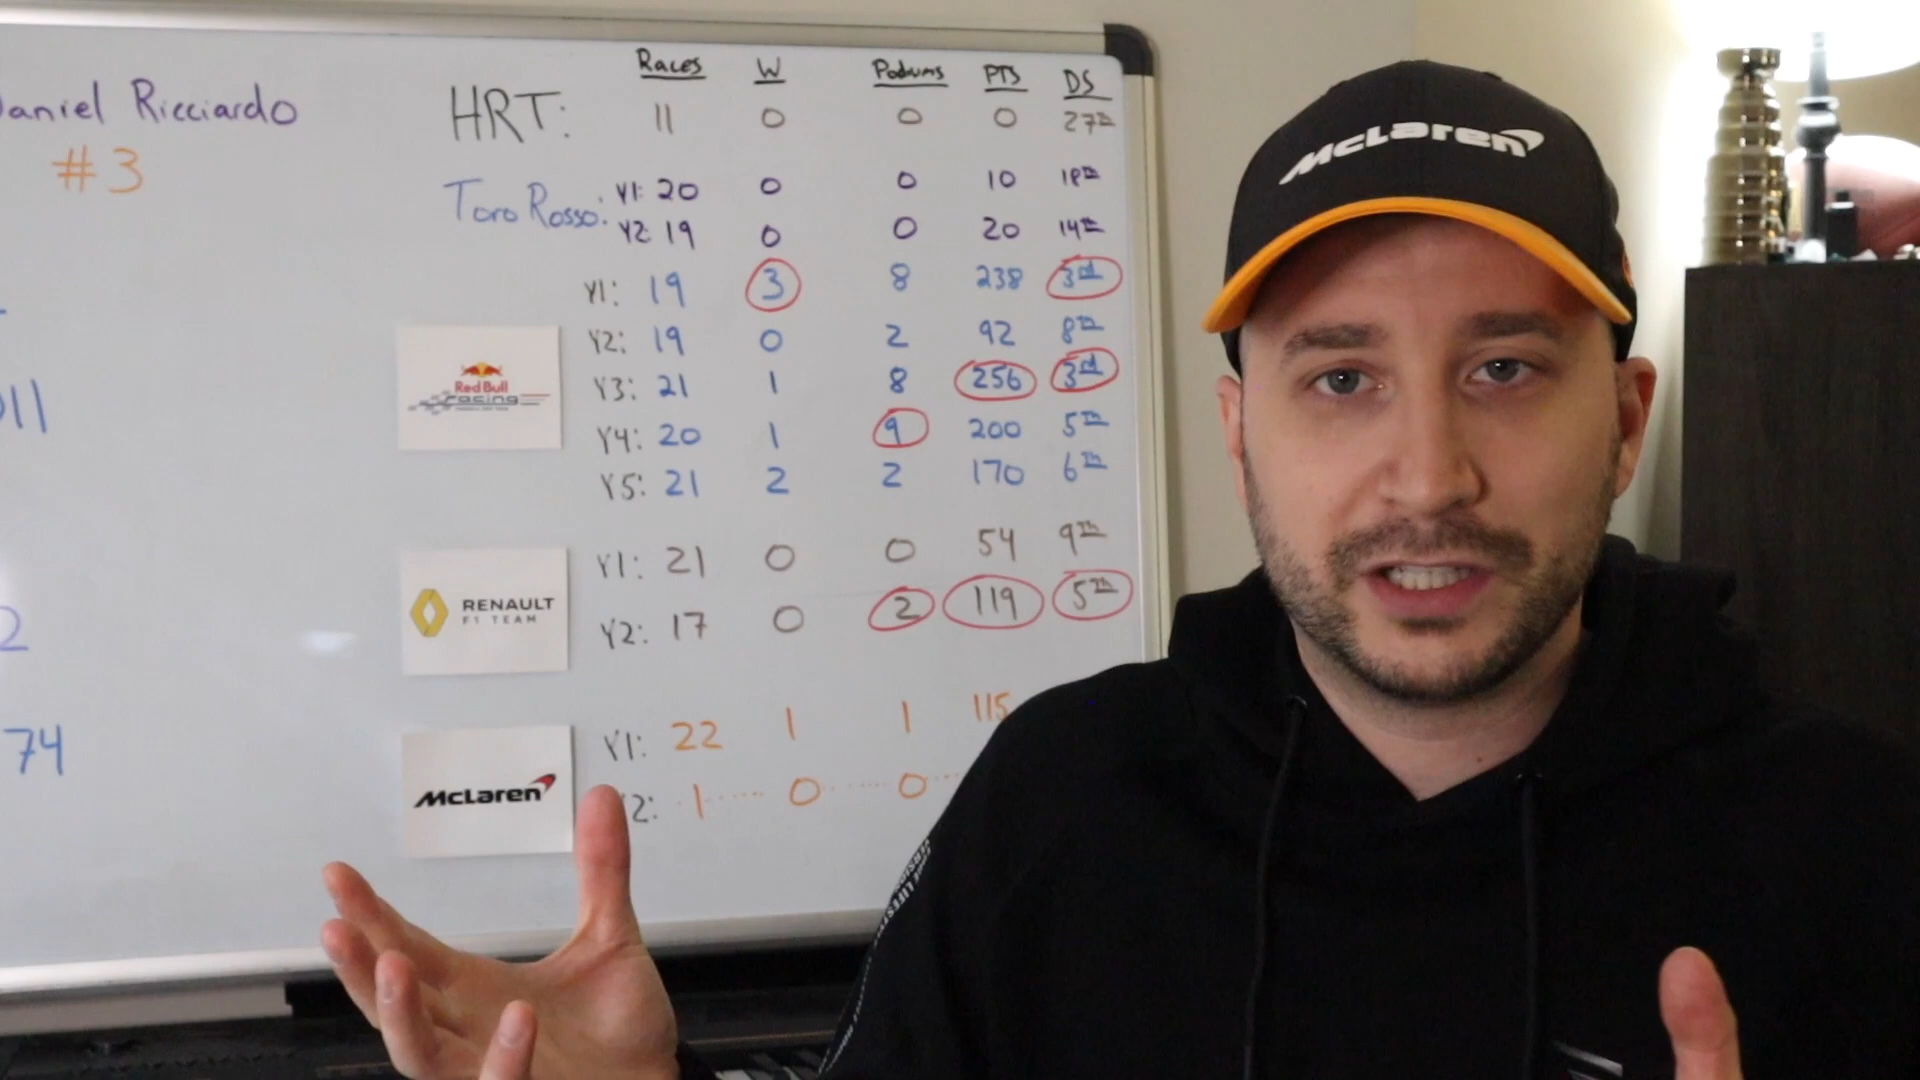 Races W Podiums PTS DS
aniel Ricciardo
#3
HRT: 11 0 0 0 27th
Toro Rosso: Y1: 20 0 0 10 18th
Y2: 19 0 0 20 14th
Y1: 19 3 8 238 3rd
Y2: 19 0 2 92 8th
Y3: 21 1 8 256 3rd
Y4: 20 1 9 200 5th
Y5: 21 2 2 170 6th
Red Bull
racing
011
RENAULT
F1 TEAM
Y1: 21 0 0 54 9th
Y2: 17 0 2 119 5th
2
74
McLaren
Y1: 22 1 1 115
2: 1 0 0
McLaren